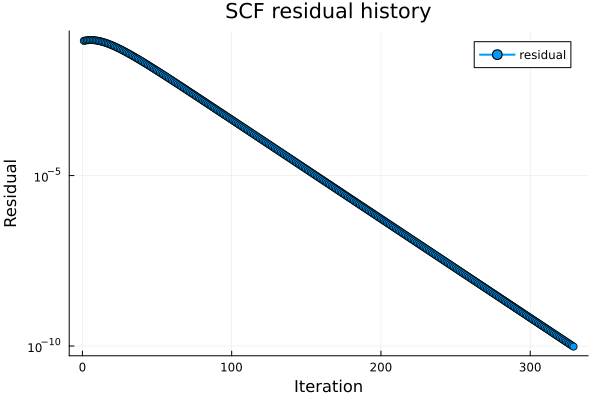 SCF residual history
residual
Residual
10⁻⁵
10⁻¹⁰
0 100 200 300
Iteration